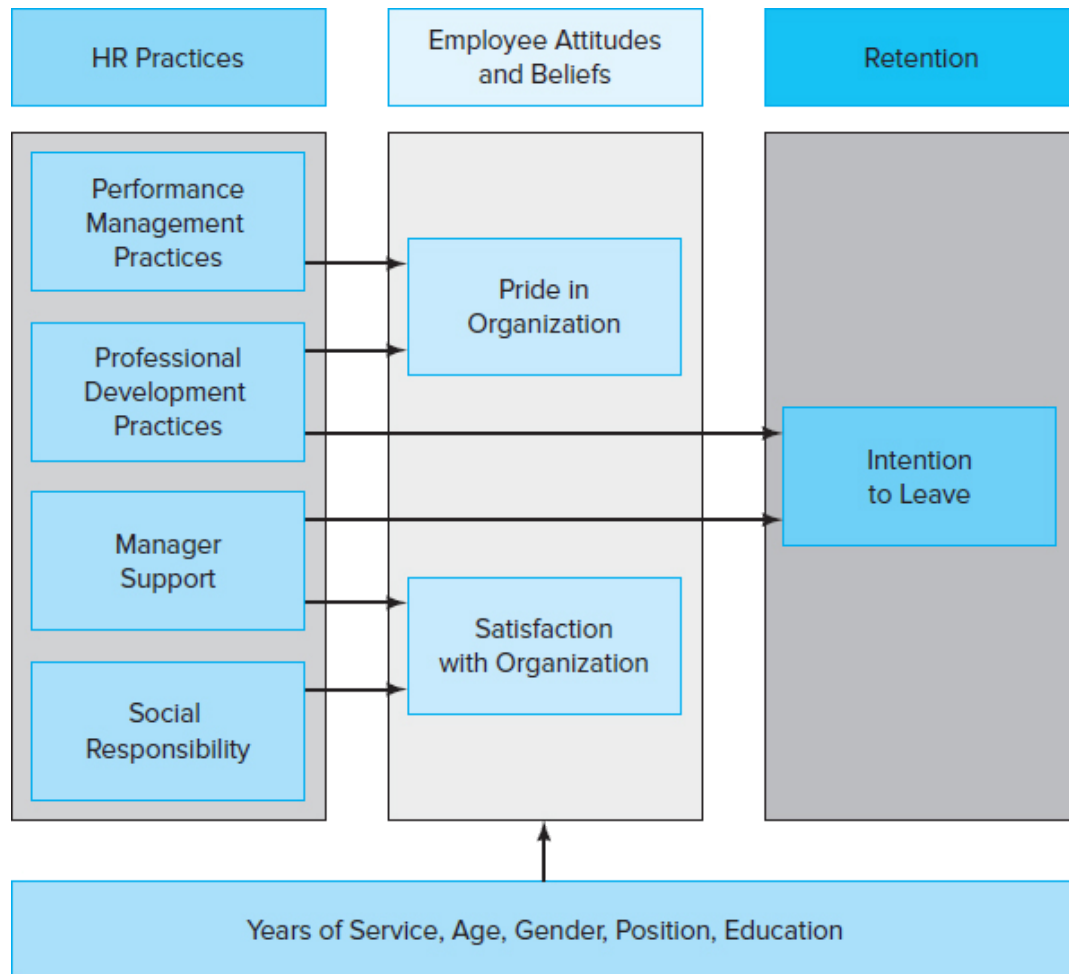 HR Practices
Employee Attitudes
and Beliefs
Retention
Performance
Management
Practices
Professional
Development
Practices
Manager
Support
Social
Responsibility
Pride in
Organization
Satisfaction
with Organization
Intention
to Leave
Years of Service, Age, Gender, Position, Education